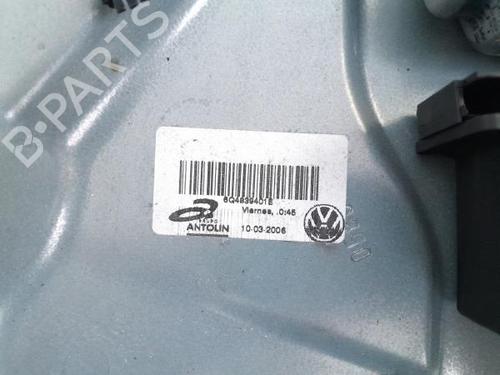 B-PARTS
6Q4839401E
Viernes, .0:45
GRUPO
ANTOLIN
10-03-2006